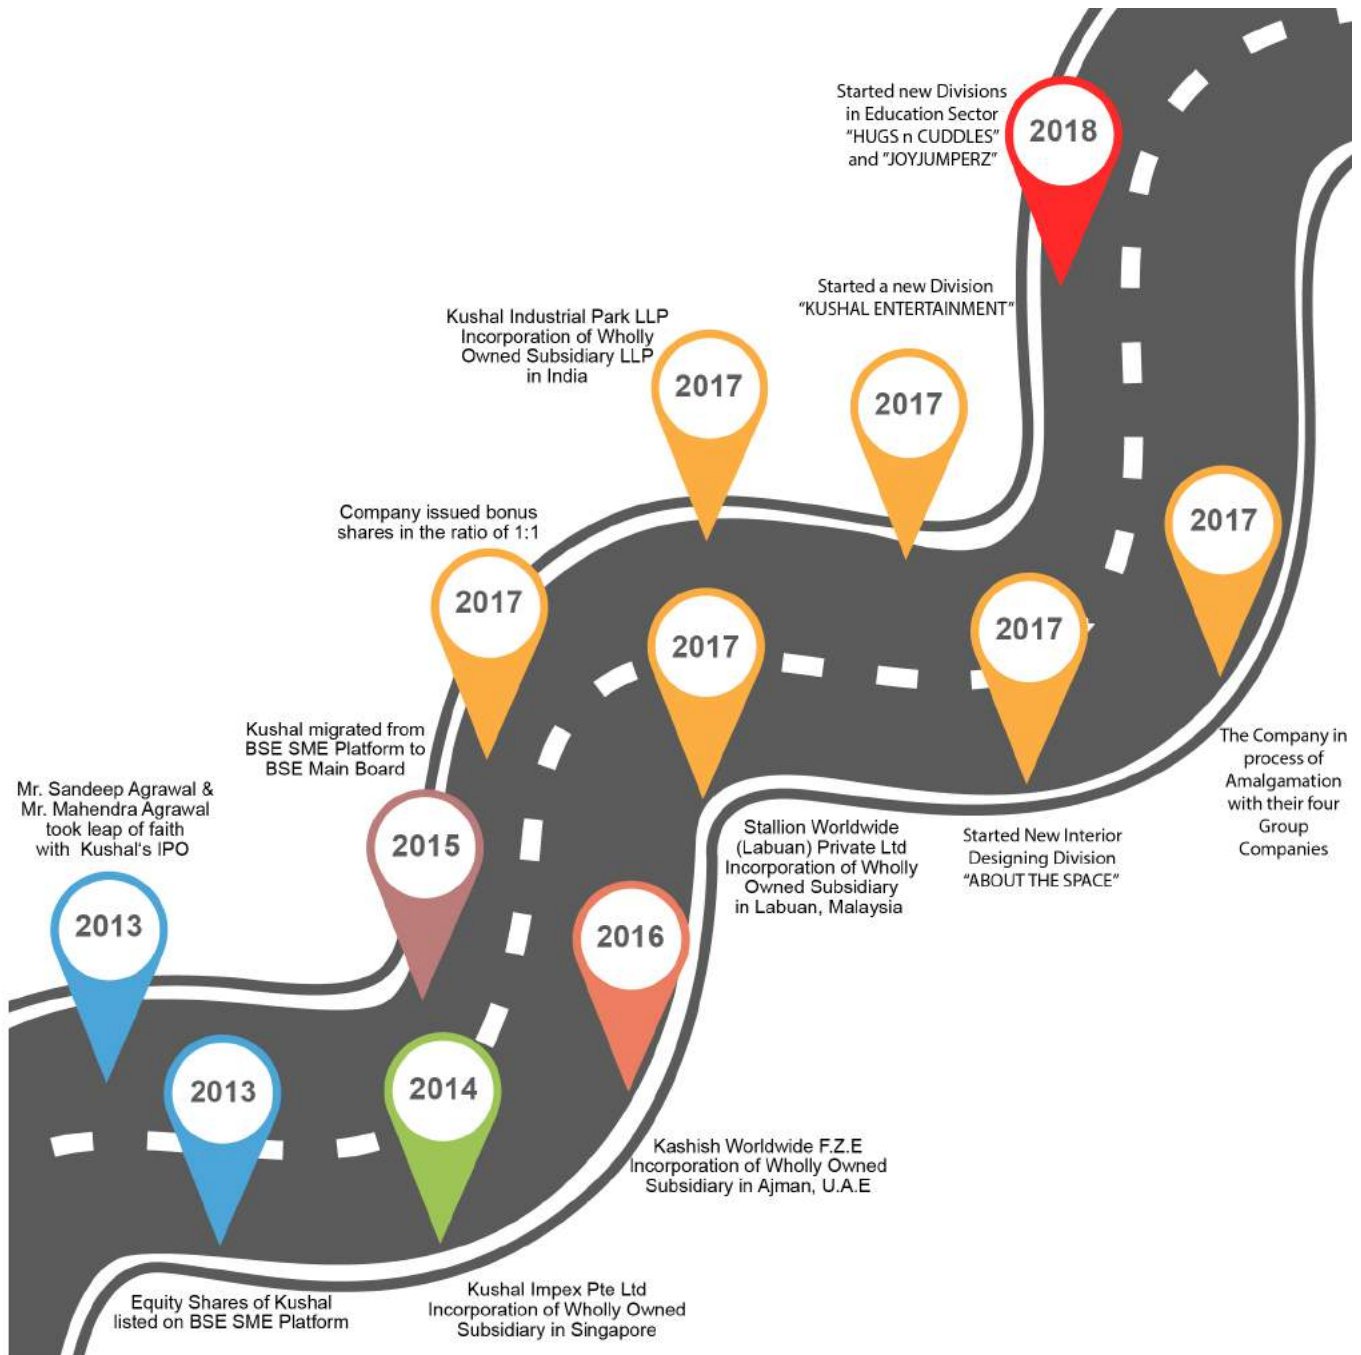 Started new Divisions
in Education Sector
“HUGS n CUDDLES”
and “JOYJUMPERZ”
2018
Started a new Division
“KUSHAL ENTERTAINMENT”
2017
Kushal Industrial Park LLP
Incorporation of Wholly
Owned Subsidiary LLP
in India
2017
2017
The Company in
process of
Amalgamation
with their four
Group
Companies
Company issued bonus
shares in the ratio of 1:1
2017
2017
Stallion Worldwide
(Labuan) Private Ltd
Incorporation of Wholly
Owned Subsidiary
in Labuan, Malaysia
2017
Started New Interior
Designing Division
“ABOUT THE SPACE”
Kushal migrated from
BSE SME Platform to
BSE Main Board
2015
Mr. Sandeep Agrawal &
Mr. Mahendra Agrawal
took leap of faith
with Kushal's IPO
2013
2016
Kashish Worldwide F.Z.E
Incorporation of Wholly Owned
Subsidiary in Ajman, U.A.E
2013
Equity Shares of Kushal
listed on BSE SME Platform
2014
Kushal Impex Pte Ltd
Incorporation of Wholly Owned
Subsidiary in Singapore